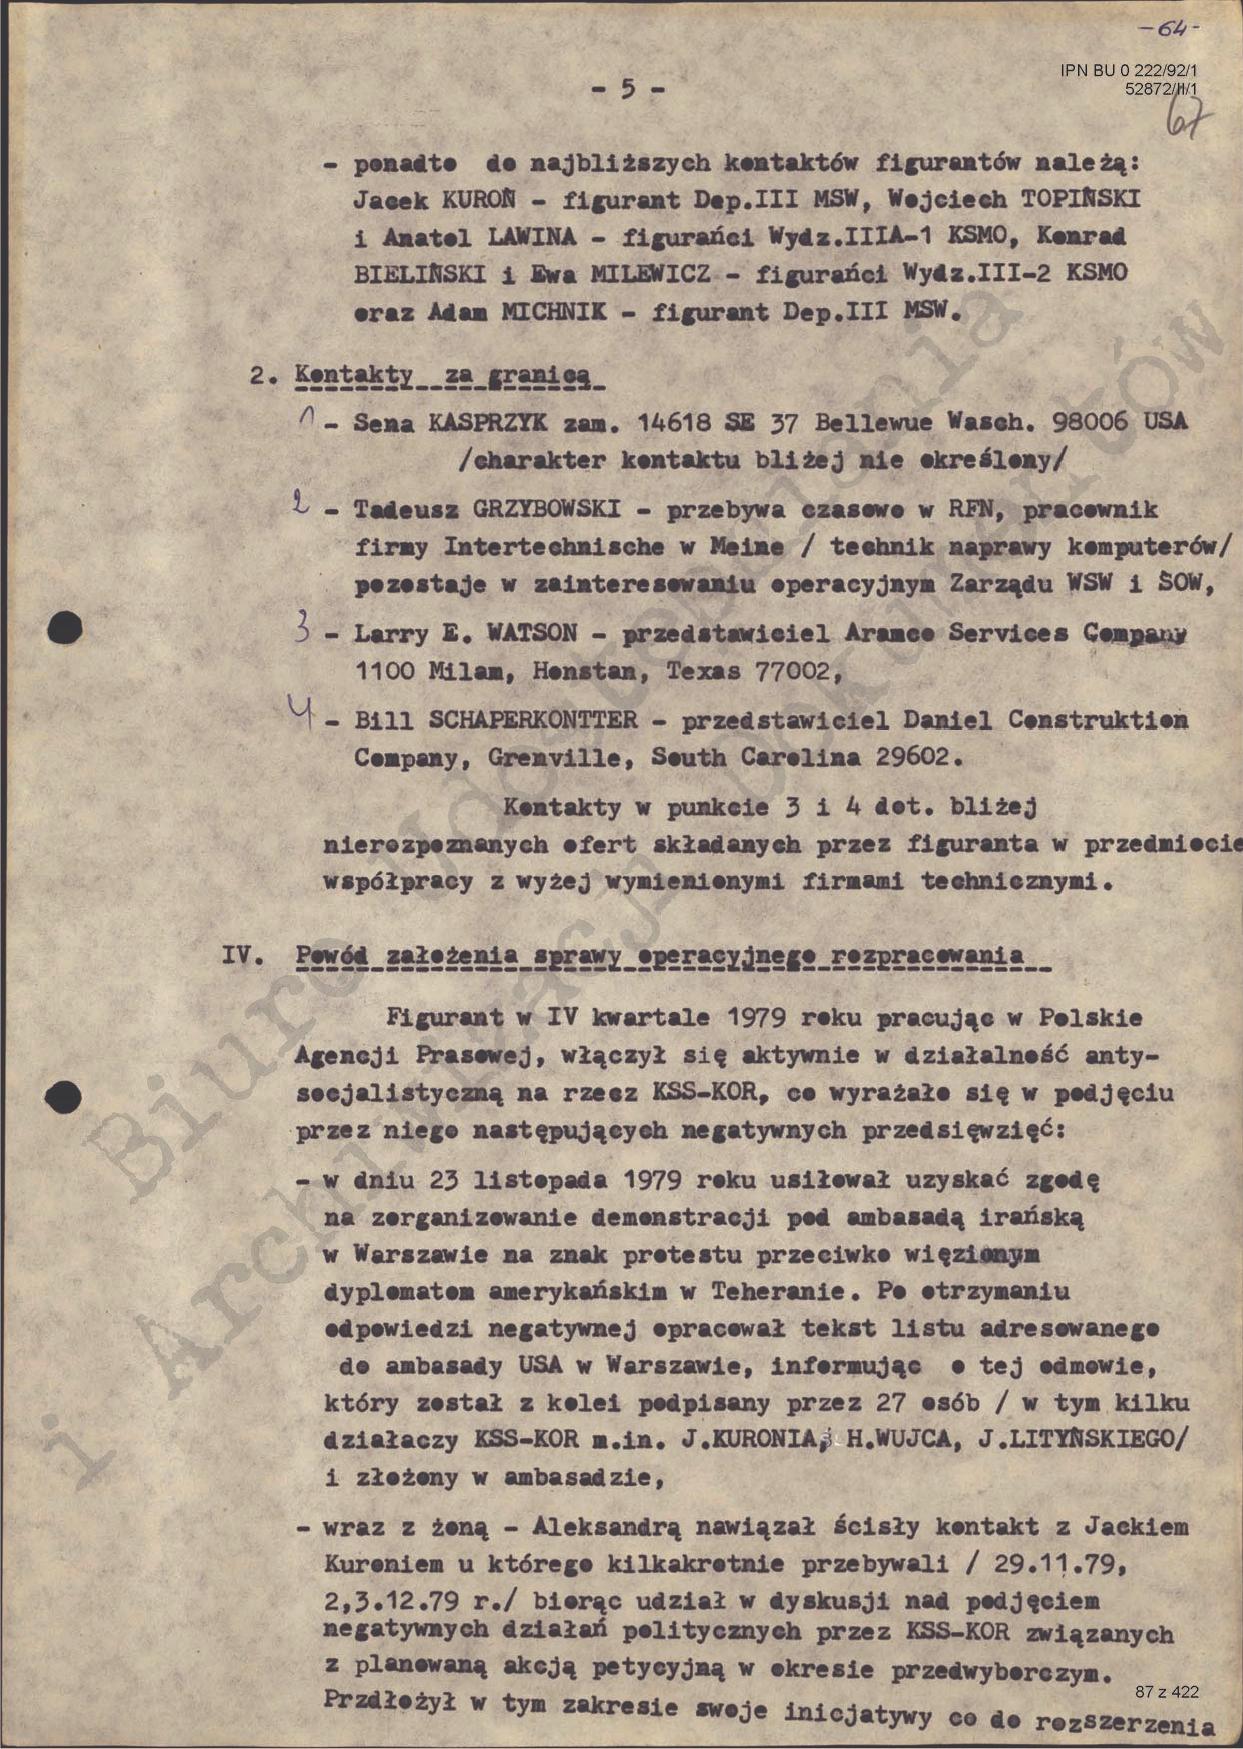 -64-
IPN BU 0 222/92/1
52872/II/1
- 5 -
67
- ponadto do najbliższych kontaktów figurantów należą:
Jacek KUROŃ - figurant Dep.III MSW, Wojciech TOPIŃSKI
i Anatol LAWINA - figurańci Wydz.IIIA-1 KSMO, Konrad
BIELIŃSKI i Ewa MILEWICZ - figurańci Wydz.III-2 KSMO
oraz Adam MICHNIK - figurant Dep.III MSW.
2. Kontakty za granicą
1 - Sena KASPRZYK zam. 14618 SE 37 Bellewue Wasch. 98006 USA
/charakter kontaktu bliżej nie określony/
2 - Tadeusz GRZYBOWSKI - przebywa czasowo w RFN, pracownik
firmy Intertechnische w Meine / technik naprawy komputerów/
pozostaje w zainteresowaniu operacyjnym Zarządu WSW i ŚOW,
3 - Larry E. WATSON - przedstawiciel Aramco Services Company
1100 Milam, Honstan, Texas 77002,
4 - Bill SCHAPERKONTTER - przedstawiciel Daniel Construktion
Company, Grenville, South Carolina 29602.
Kontakty w punkcie 3 i 4 dot. bliżej
nierozpoznanych ofert składanych przez figuranta w przedmiocie
współpracy z wyżej wymienionymi firmami technicznymi.
IV. Powód założenia sprawy operacyjnego rozpracowania
Figurant w IV kwartale 1979 roku pracując w Polskie
Agencji Prasowej, włączył się aktywnie w działalność anty-
socjalistyczną na rzecz KSS-KOR, co wyrażało się w podjęciu
przez niego następujących negatywnych przedsięwzięć:
- w dniu 23 listopada 1979 roku usiłował uzyskać zgodę
na zorganizowanie demonstracji pod ambasadą irańską
w Warszawie na znak protestu przeciwko więzionym
dyplomatom amerykańskim w Teheranie. Po otrzymaniu
odpowiedzi negatywnej opracował tekst listu adresowanego
do ambasady USA w Warszawie, informując o tej odmowie,
który został z kolei podpisany przez 27 osób / w tym kilku
działaczy KSS-KOR m.in. J.KURONIA, H.WUJCA, J.LITYŃSKIEGO/
i złożony w ambasadzie,
- wraz z żoną - Aleksandrą nawiązał ścisły kontakt z Jackiem
Kuroniem u którego kilkakrotnie przebywali / 29.11.79,
2,3.12.79 r./ biorąc udział w dyskusji nad podjęciem
negatywnych działań politycznych przez KSS-KOR związanych
z planowaną akcją petycyjną w okresie przedwyborczym.
Przdłożył w tym zakresie swoje inicjatywy co do rozszerzenia
87 z 422
Biuro Udostępniania
i Archiwizacji Dokumentów